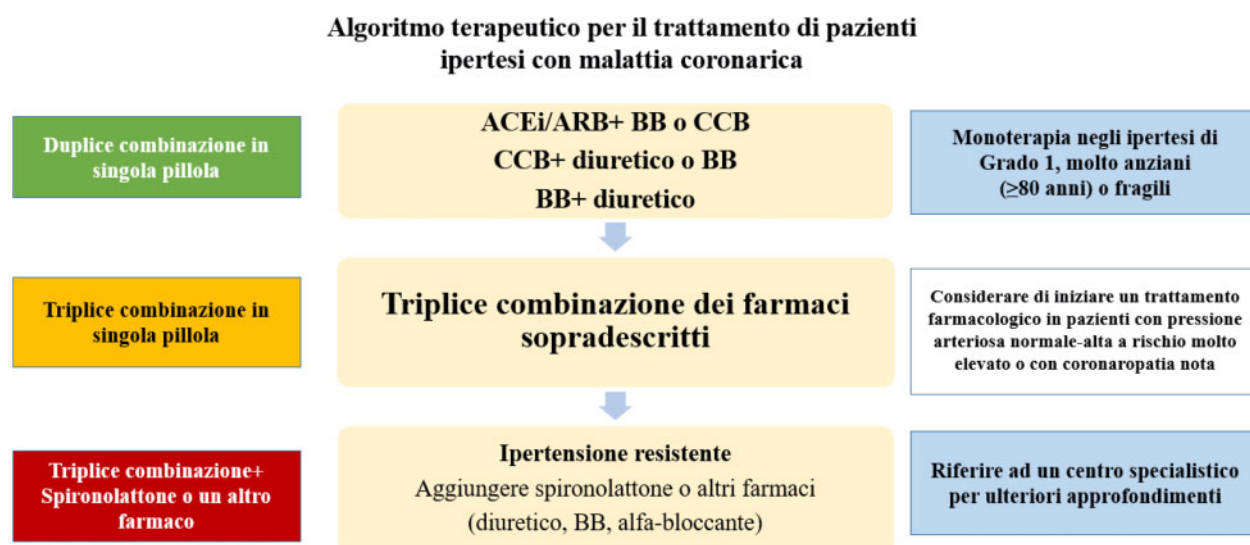 Algoritmo terapeutico per il trattamento di pazienti
ipertesi con malattia coronarica
Duplice combinazione in
singola pillola
ACEi/ARB+ BB o CCB
CCB+ diuretico o BB
BB+ diuretico
Monoterapia negli ipertesi di
Grado 1, molto anziani
(≥80 anni) o fragili
Triplice combinazione in
singola pillola
Triplice combinazione dei farmaci
sopradescritti
Considerare di iniziare un trattamento
farmacologico in pazienti con pressione
arteriosa normale-alta a rischio molto
elevato o con coronaropatia nota
Triplice combinazione+
Spironolattone o un altro
farmaco
Ipertensione resistente
Aggiungere spironolattone o altri farmaci
(diuretico, BB, alfa-bloccante)
Riferire ad un centro specialistico
per ulteriori approfondimenti